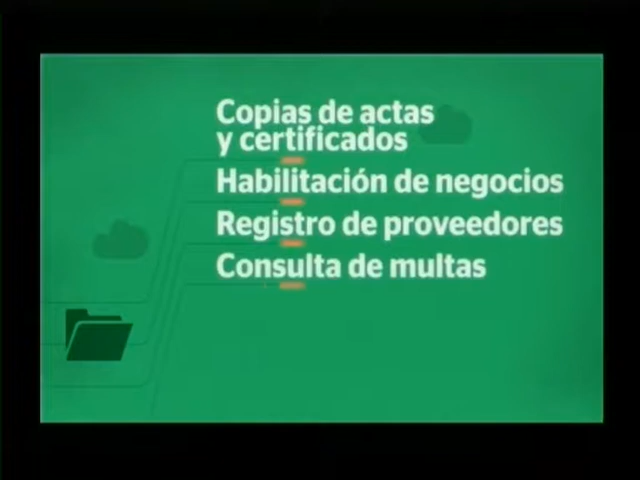 Copias de actas
y certificados
Habilitación de negocios
Registro de proveedores
Consulta de multas